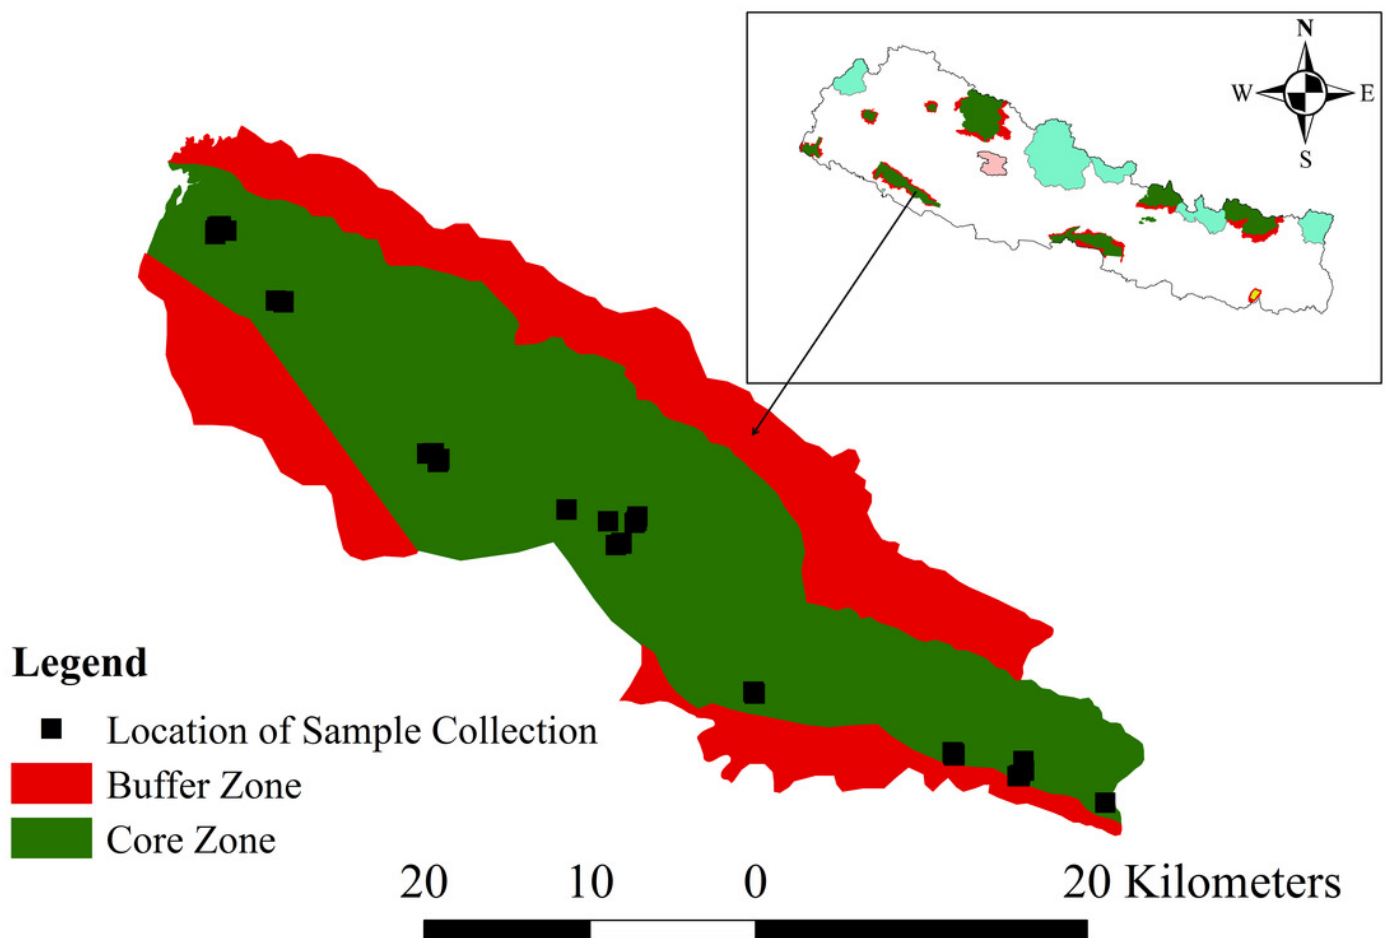 N
W E
S
Legend
Location of Sample Collection
Buffer Zone
Core Zone
20 10 0 20 Kilometers